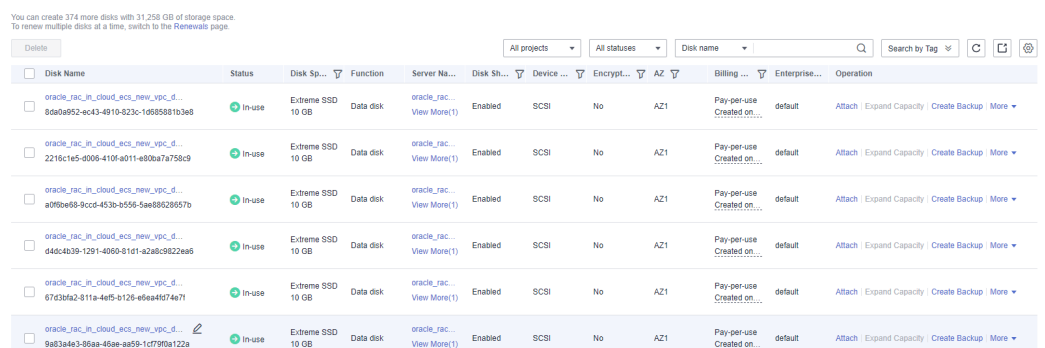 You can create 374 more disks with 31,258 GB of storage space.
To renew multiple disks at a time, switch to the Renewals page.
Delete All projects All statuses Disk name Search by Tag
Disk Name Status Disk Sp... Function Server Na... Disk Sh... Device ... Encrypt... AZ Billing ... Enterprise... Operation
oracle_rac_in_cloud_ecs_new_vpc_d...
8da0a952-ec43-4910-823c-1d685881b3e8
In-use
Extreme SSD
10 GB
Data disk
oracle_rac...
View More(1)
Enabled SCSI No AZ1
Pay-per-use
Created on...
default Attach Expand Capacity Create Backup More
oracle_rac_in_cloud_ecs_new_vpc_d...
2216c1e5-d006-410f-a011-e80ba7a758c9
In-use
Extreme SSD
10 GB
Data disk
oracle_rac...
View More(1)
Enabled SCSI No AZ1
Pay-per-use
Created on...
default Attach Expand Capacity Create Backup More
oracle_rac_in_cloud_ecs_new_vpc_d...
a0f6be68-9ccd-453b-b556-5ae88628657b
In-use
Extreme SSD
10 GB
Data disk
oracle_rac...
View More(1)
Enabled SCSI No AZ1
Pay-per-use
Created on...
default Attach Expand Capacity Create Backup More
oracle_rac_in_cloud_ecs_new_vpc_d...
d4dc4b39-1291-4060-81d1-a2a8c9822ea6
In-use
Extreme SSD
10 GB
Data disk
oracle_rac...
View More(1)
Enabled SCSI No AZ1
Pay-per-use
Created on...
default Attach Expand Capacity Create Backup More
oracle_rac_in_cloud_ecs_new_vpc_d...
67d3bfa2-811a-4ef5-b126-e6ea4fd74e7f
In-use
Extreme SSD
10 GB
Data disk
oracle_rac...
View More(1)
Enabled SCSI No AZ1
Pay-per-use
Created on...
default Attach Expand Capacity Create Backup More
oracle_rac_in_cloud_ecs_new_vpc_d...
9a83a4e3-86aa-46ae-aa59-1cf79f0a122a
In-use
Extreme SSD
10 GB
Data disk
oracle_rac...
View More(1)
Enabled SCSI No AZ1
Pay-per-use
Created on...
default Attach Expand Capacity Create Backup More